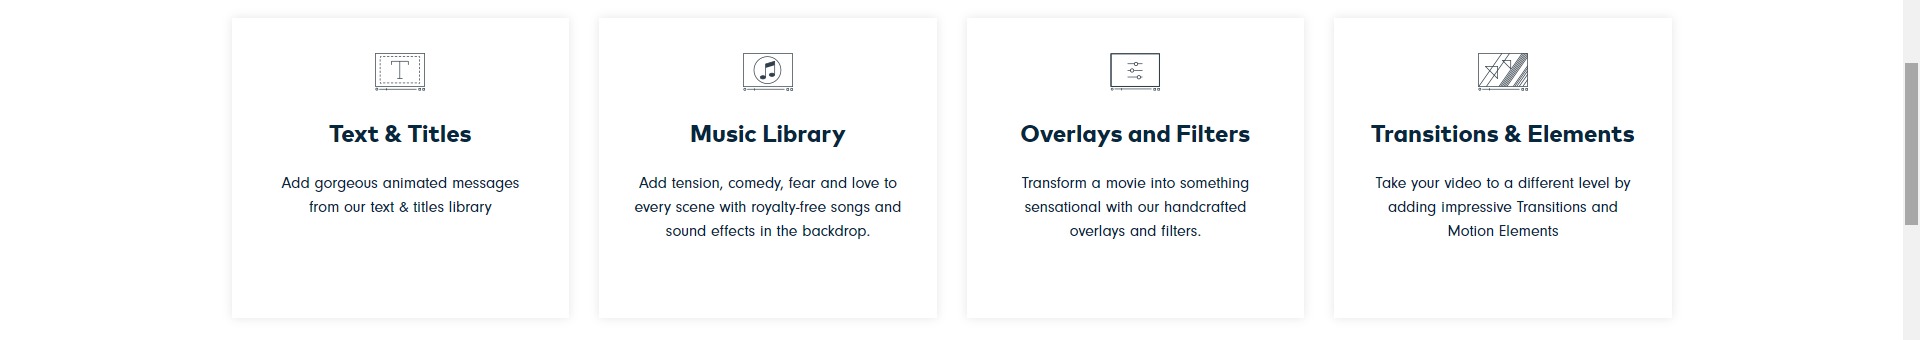 Text & Titles
Add gorgeous animated messages
from our text & titles library
Music Library
Add tension, comedy, fear and love to
every scene with royalty-free songs and
sound effects in the backdrop.
Overlays and Filters
Transform a movie into something
sensational with our handcrafted
overlays and filters.
Transitions & Elements
Take your video to a different level by
adding impressive Transitions and
Motion Elements